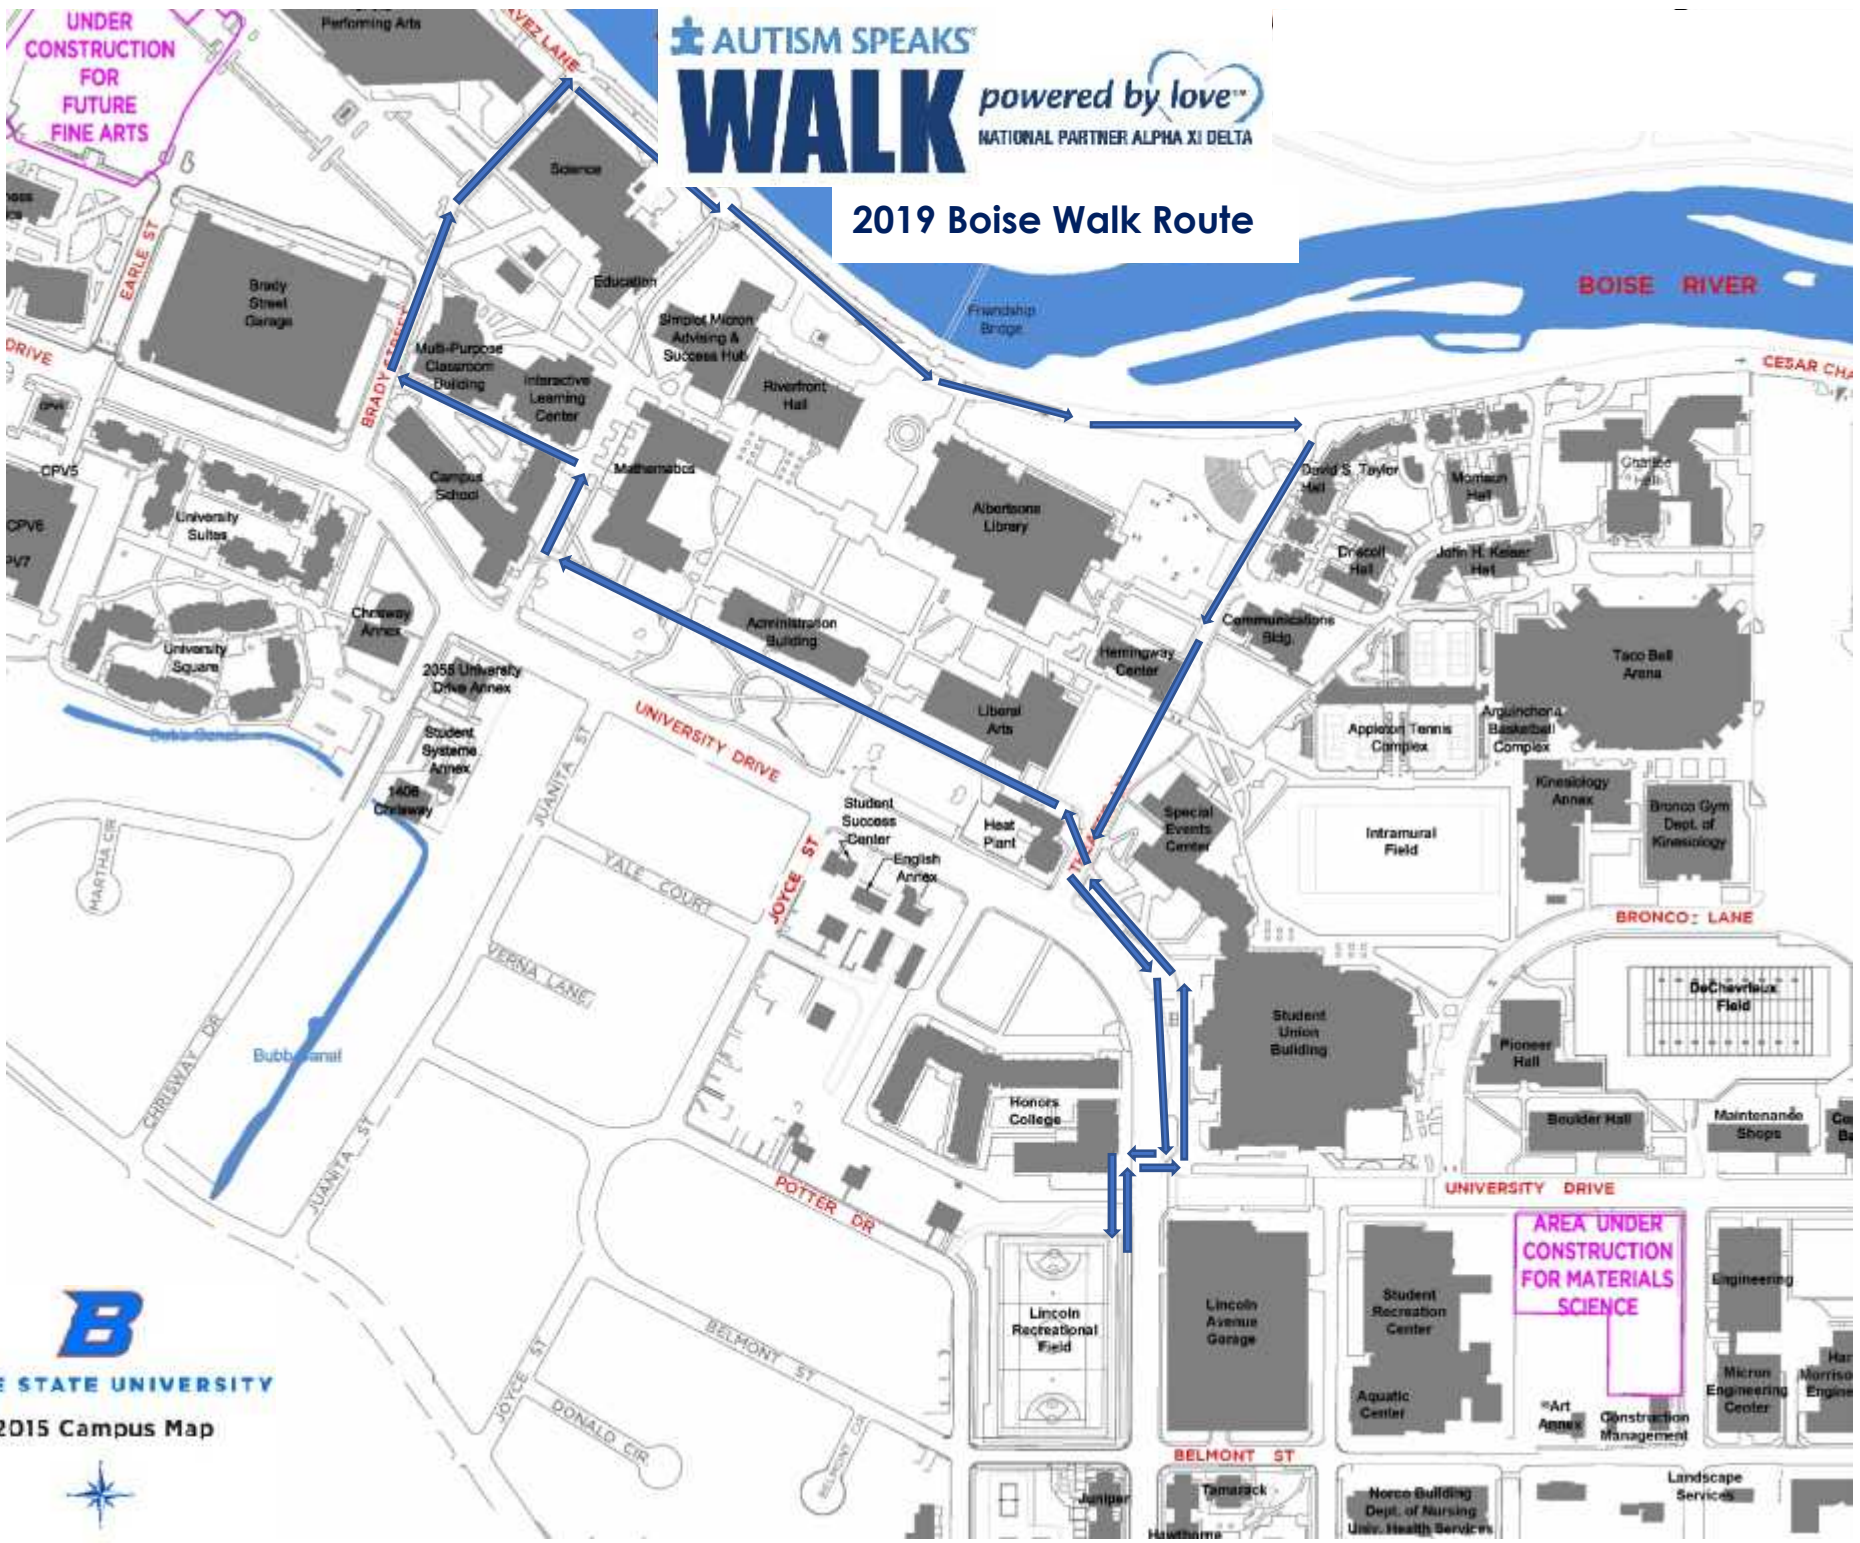 UNDER
CONSTRUCTION
FOR
FUTURE
FINE ARTS
Performing Arts
AVEZ LANE
AUTISM SPEAKS
WALK
powered by love™
NATIONAL PARTNER ALPHA XI DELTA
2019 Boise Walk Route
Science
Education
EARLE ST
Brady
Street
Garage
BRADY STREET
DRIVE
Multi-Purpose
Classroom
Building
Interactive
Learning
Center
Simplot Micron
Advising &
Success Hub
Riverfront
Hall
Friendship
Bridge
BOISE RIVER
CESAR CHA
CPV5
CPV6
PV7
Campus
School
Mathematics
University
Suites
Albertsons
Library
David S. Taylor
Hall
Morrison
Hall
Driscoll
Hall
John H. Keiser
Hall
Chrisway
Annex
University
Square
Administration
Building
Communications
Bldg.
Hemingway
Center
Taco Bell
Arena
2055 University
Drive Annex
Student
Systems
Annex
1406
Chrisway
UNIVERSITY DRIVE
Liberal
Arts
Appleton Tennis
Complex
Arguinchona
Basketball
Complex
JUANITA ST
Student
Success
Center
English
Annex
Heat
Plant
Special
Events
Center
Kinesiology
Annex
Intramural
Field
Bronco Gym
Dept. of
Kinesiology
MARTHA CIR
YALE COURT
JOYCE ST
BRONCO LANE
VERNA LANE
DeChevrieux
Field
Student
Union
Building
Pioneer
Hall
Bubb Canal
CHRISWAY DR
Honors
College
Boulder Hall
Maintenance
Shops
JUANITA ST
POTTER DR
UNIVERSITY DRIVE
AREA UNDER
CONSTRUCTION
FOR MATERIALS
SCIENCE
Engineering
Lincoln
Recreational
Field
Lincoln
Avenue
Garage
Student
Recreation
Center
BELMONT ST
B
E STATE UNIVERSITY
2015 Campus Map
JOYCE ST
DONALD CIR
BELMONT CIR
Aquatic
Center
Art
Annex
Construction
Management
Micron
Engineering
Center
Har
Morriso
Engine
BELMONT ST
Juniper
Tamarack
Hawthorne
Norco Building
Dept. of Nursing
Univ. Health Services
Landscape
Services